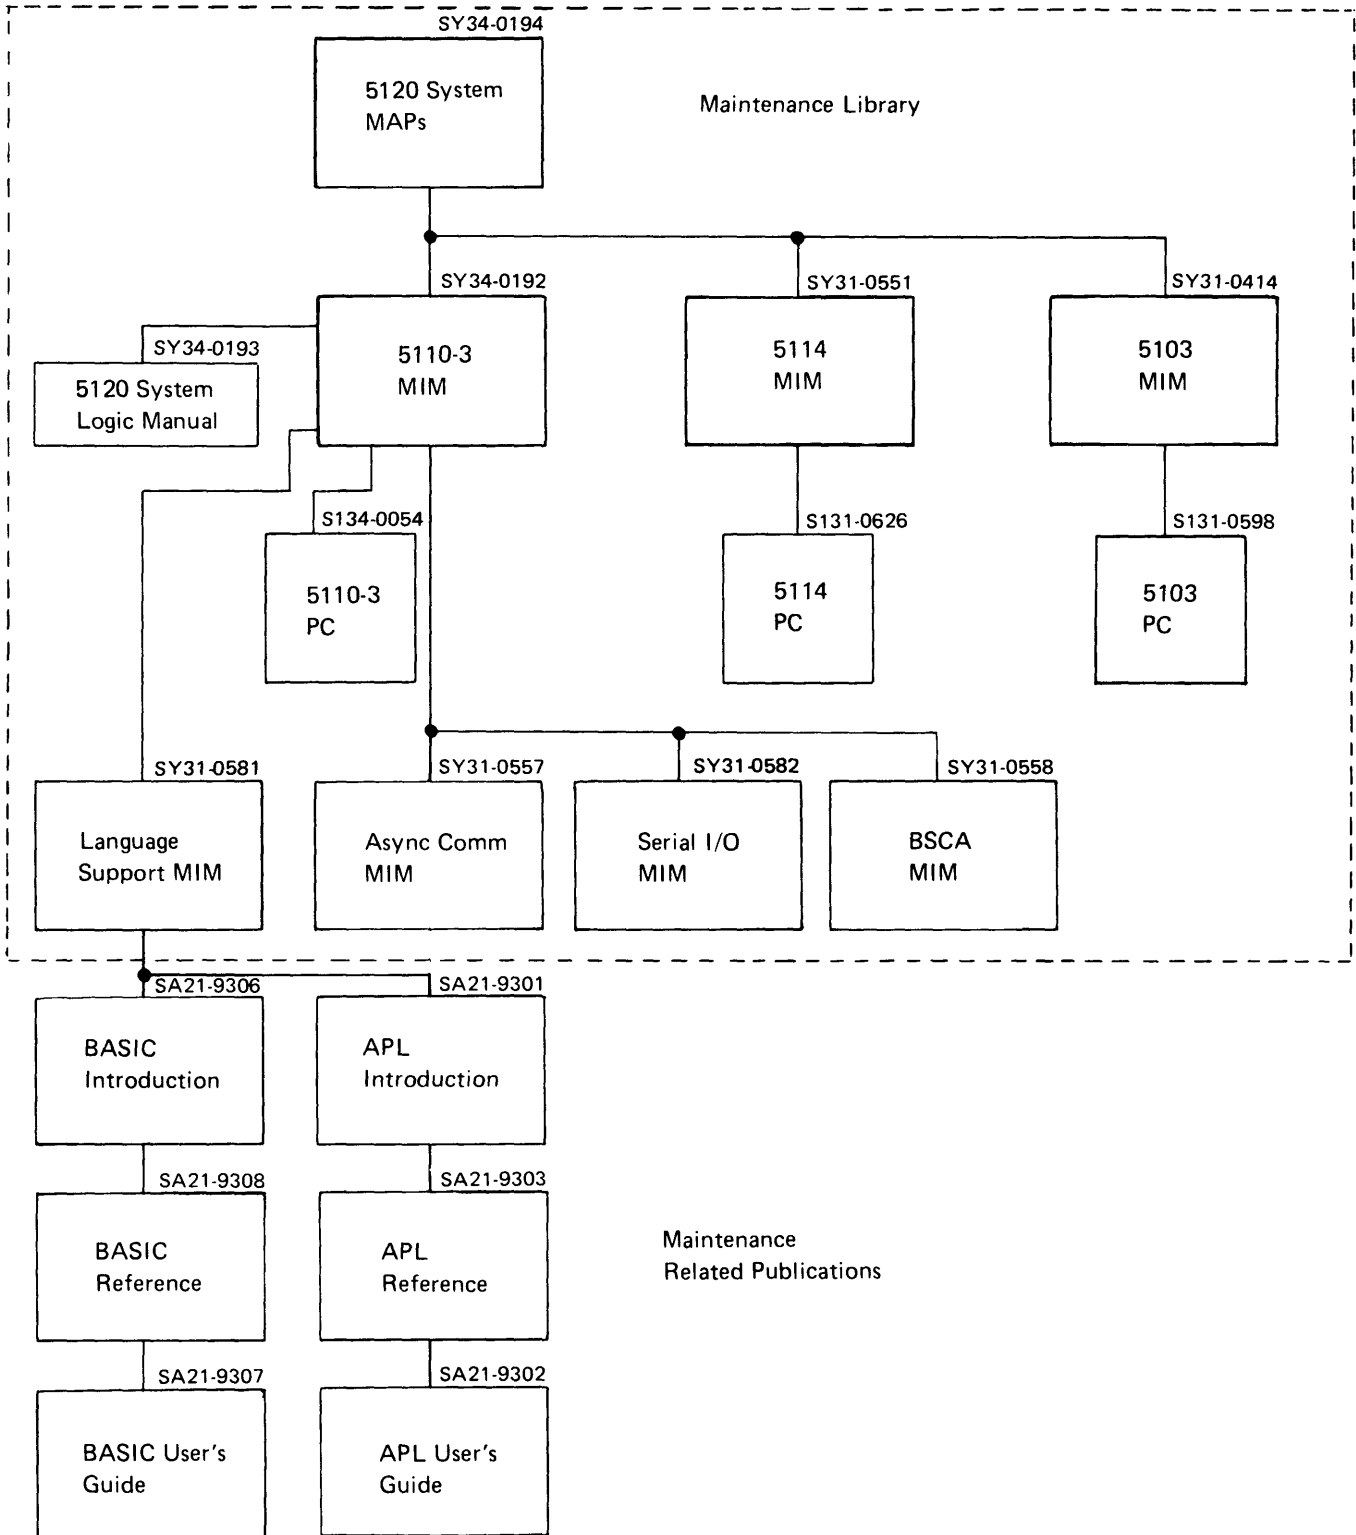 SY34-0194
5120 System
MAPs
Maintenance Library
SY34-0192
SY31-0551
SY31-0414
SY34-0193
5110-3
MIM
5114
MIM
5103
MIM
5120 System
Logic Manual
S134-0054
S131-0626
S131-0598
5110-3
PC
5114
PC
5103
PC
SY31-0581
SY31-0557
SY31-0582
SY31-0558
Language
Support MIM
Async Comm
MIM
Serial I/O
MIM
BSCA
MIM
SA21-9306
SA21-9301
BASIC
Introduction
APL
Introduction
SA21-9308
SA21-9303
BASIC
Reference
APL
Reference
Maintenance
Related Publications
SA21-9307
SA21-9302
BASIC User's
Guide
APL User's
Guide